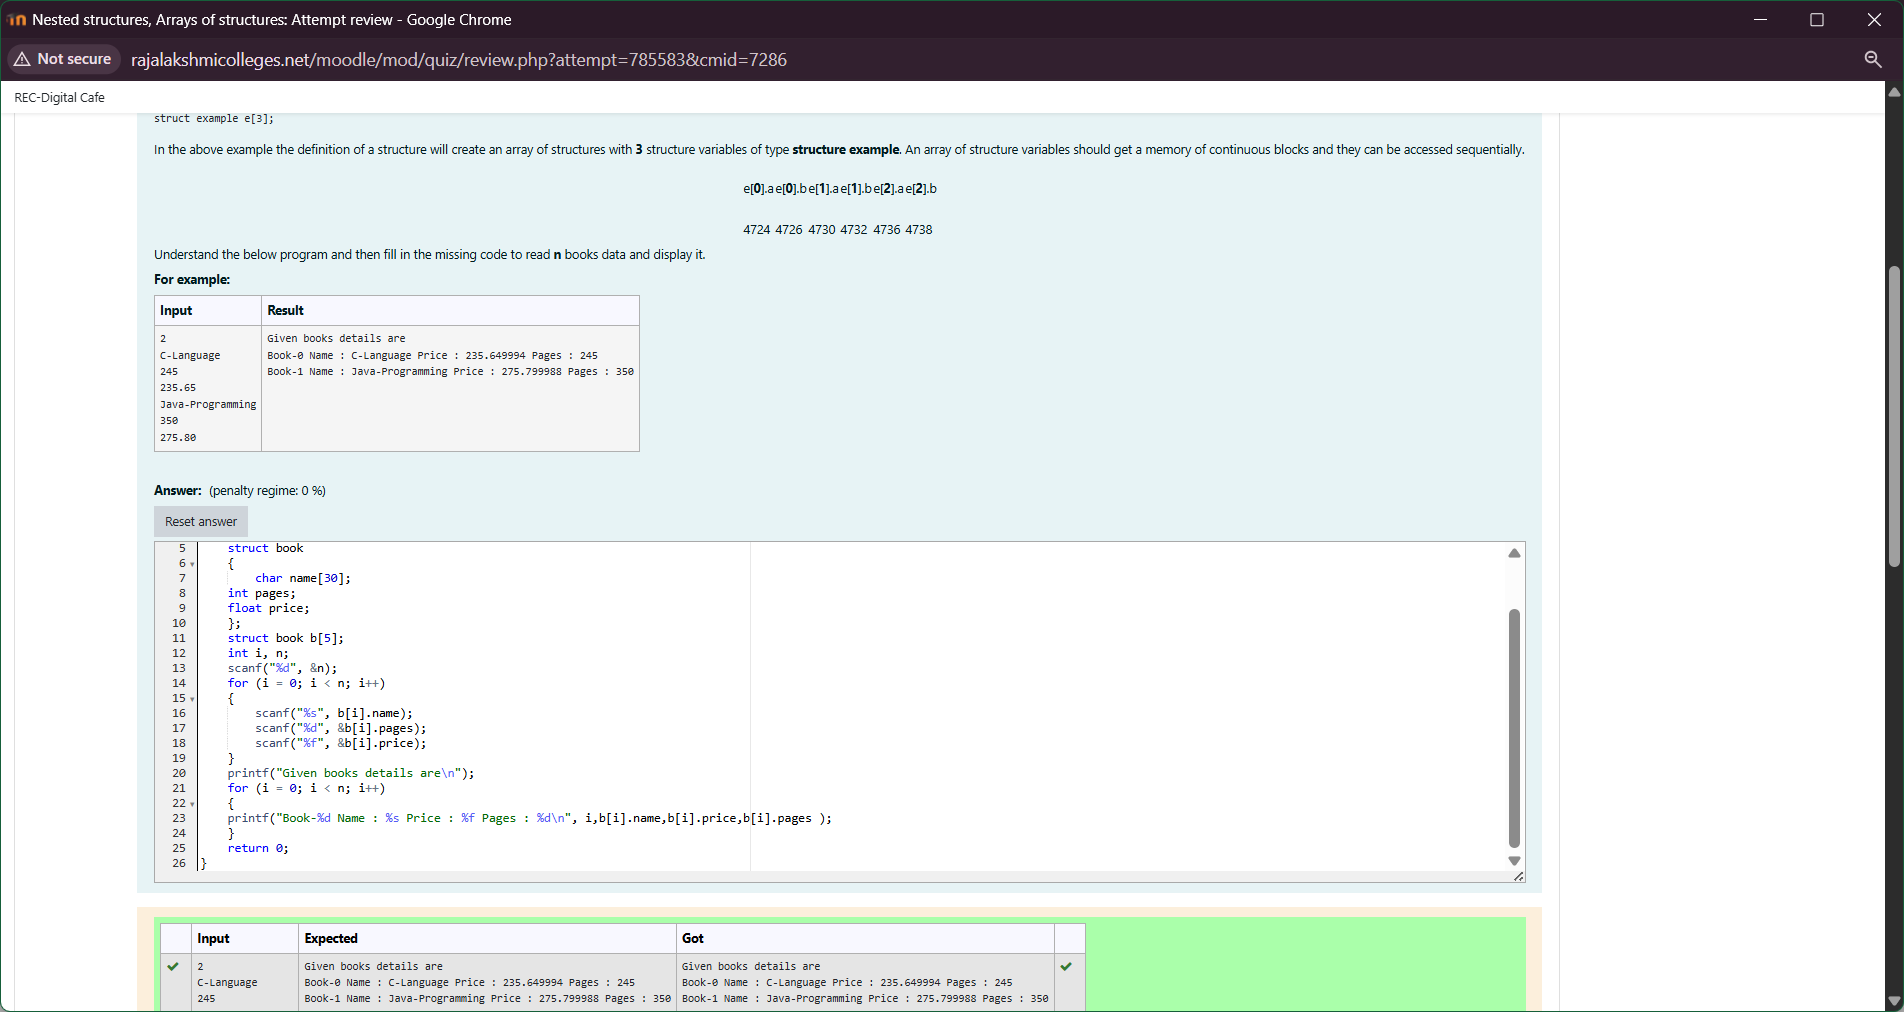 Nested structures, Arrays of structures: Attempt review - Google Chrome
Not secure rajalakshmicolleges.net/moodle/mod/quiz/review.php?attempt=785583&cmid=7286
REC-Digital Cafe
struct example e[3];
In the above example the definition of a structure will create an array of structures with 3 structure variables of type structure example. An array of structure variables should get a memory of continuous blocks and they can be accessed sequentially.
e[0].a e[0].b e[1].a e[1].b e[2].a e[2].b
4724 4726 4730 4732 4736 4738
Understand the below program and then fill in the missing code to read n books data and display it.
For example:
Input Result
2 Given books details are
C-Language Book-0 Name : C-Language Price : 235.649994 Pages : 245
245 Book-1 Name : Java-Programming Price : 275.799988 Pages : 350
235.65
Java-Programming
350
275.80
Answer: (penalty regime: 0 %)
Reset answer
5 struct book
6 {
7 char name[30];
8 int pages;
9 float price;
10 };
11 struct book b[5];
12 int i, n;
13 scanf("%d", &n);
14 for (i = 0; i < n; i++)
15 {
16 scanf("%s", b[i].name);
17 scanf("%d", &b[i].pages);
18 scanf("%f", &b[i].price);
19 }
20 printf("Given books details are\n");
21 for (i = 0; i < n; i++)
22 {
23 printf("Book-%d Name : %s Price : %f Pages : %d\n", i,b[i].name,b[i].price,b[i].pages );
24 }
25 return 0;
26 }
Input Expected Got
2 Given books details are Given books details are
C-Language Book-0 Name : C-Language Price : 235.649994 Pages : 245 Book-0 Name : C-Language Price : 235.649994 Pages : 245
245 Book-1 Name : Java-Programming Price : 275.799988 Pages : 350 Book-1 Name : Java-Programming Price : 275.799988 Pages : 350